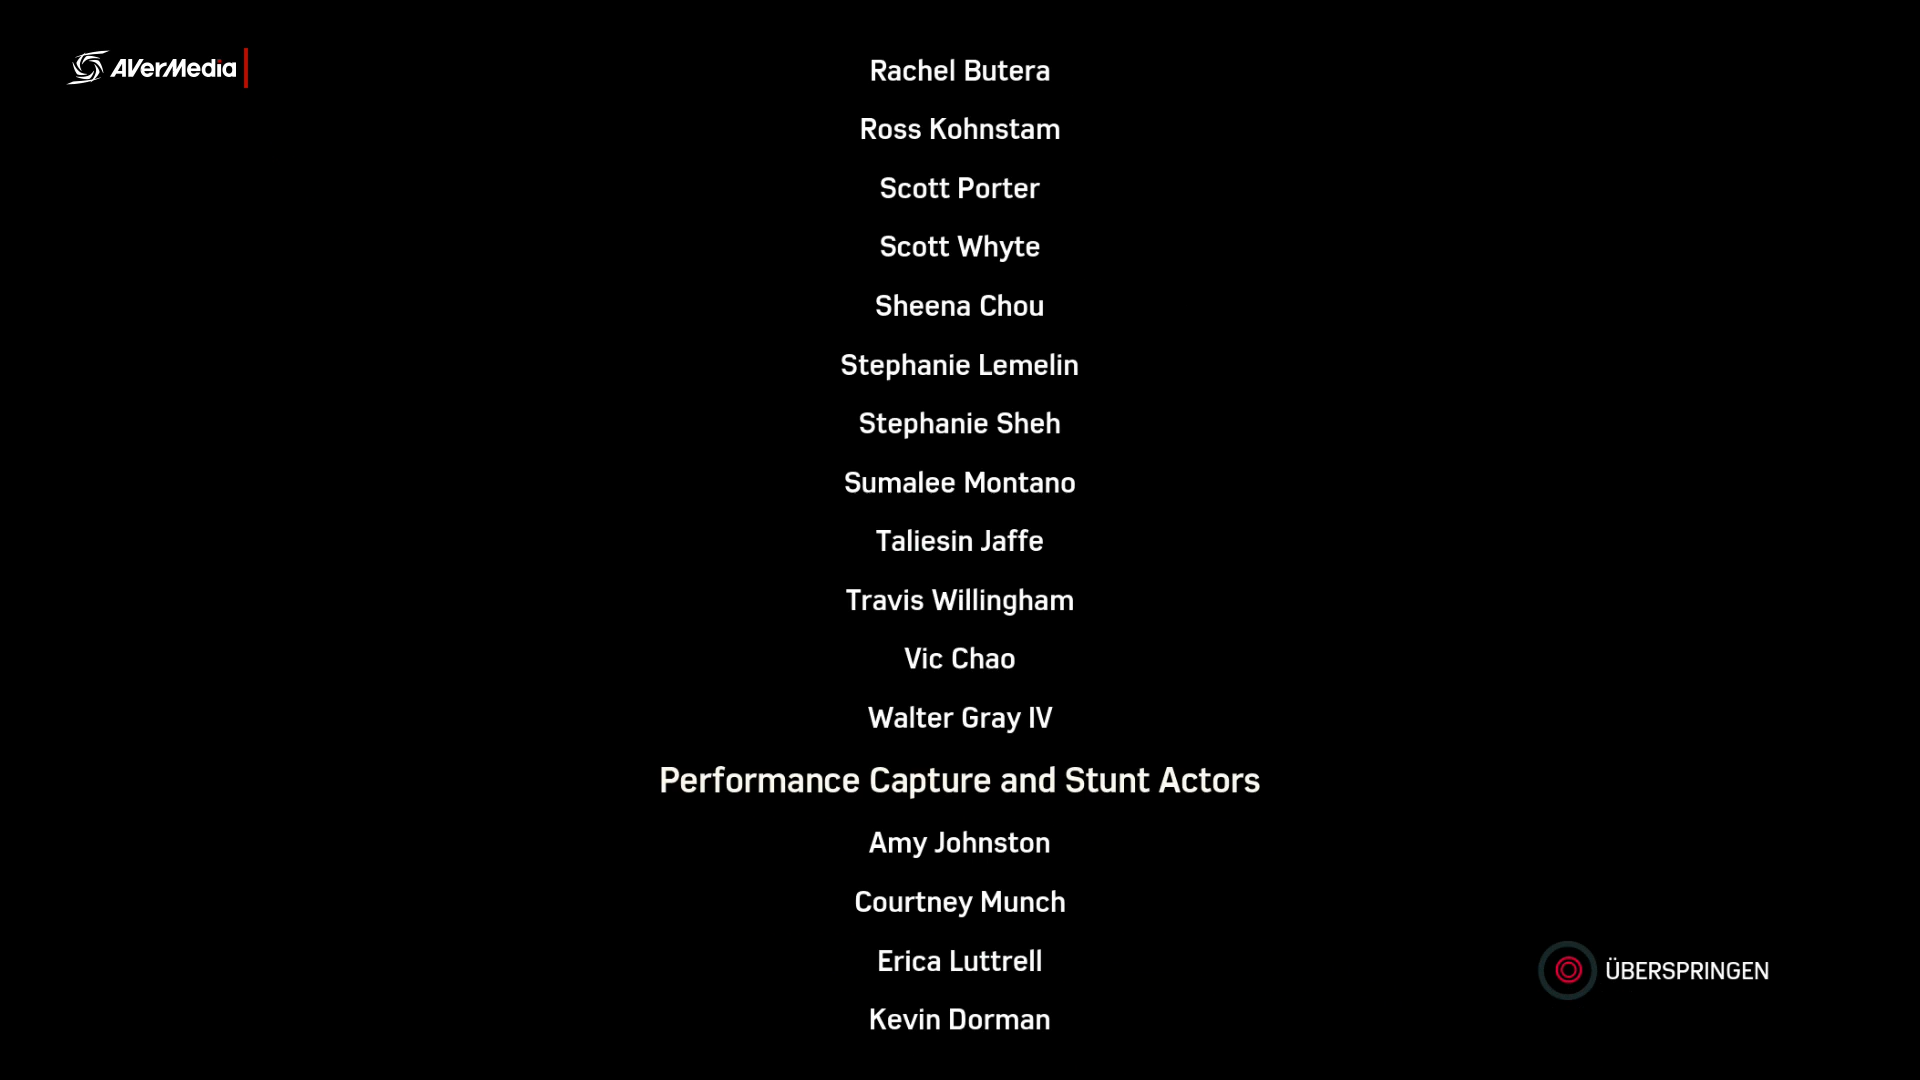 AVerMedia
Rachel Butera
Ross Kohnstam
Scott Porter
Scott Whyte
Sheena Chou
Stephanie Lemelin
Stephanie Sheh
Sumalee Montano
Taliesin Jaffe
Travis Willingham
Vic Chao
Walter Gray IV
Performance Capture and Stunt Actors
Amy Johnston
Courtney Munch
Erica Luttrell
Kevin Dorman
ÜBERSPRINGEN